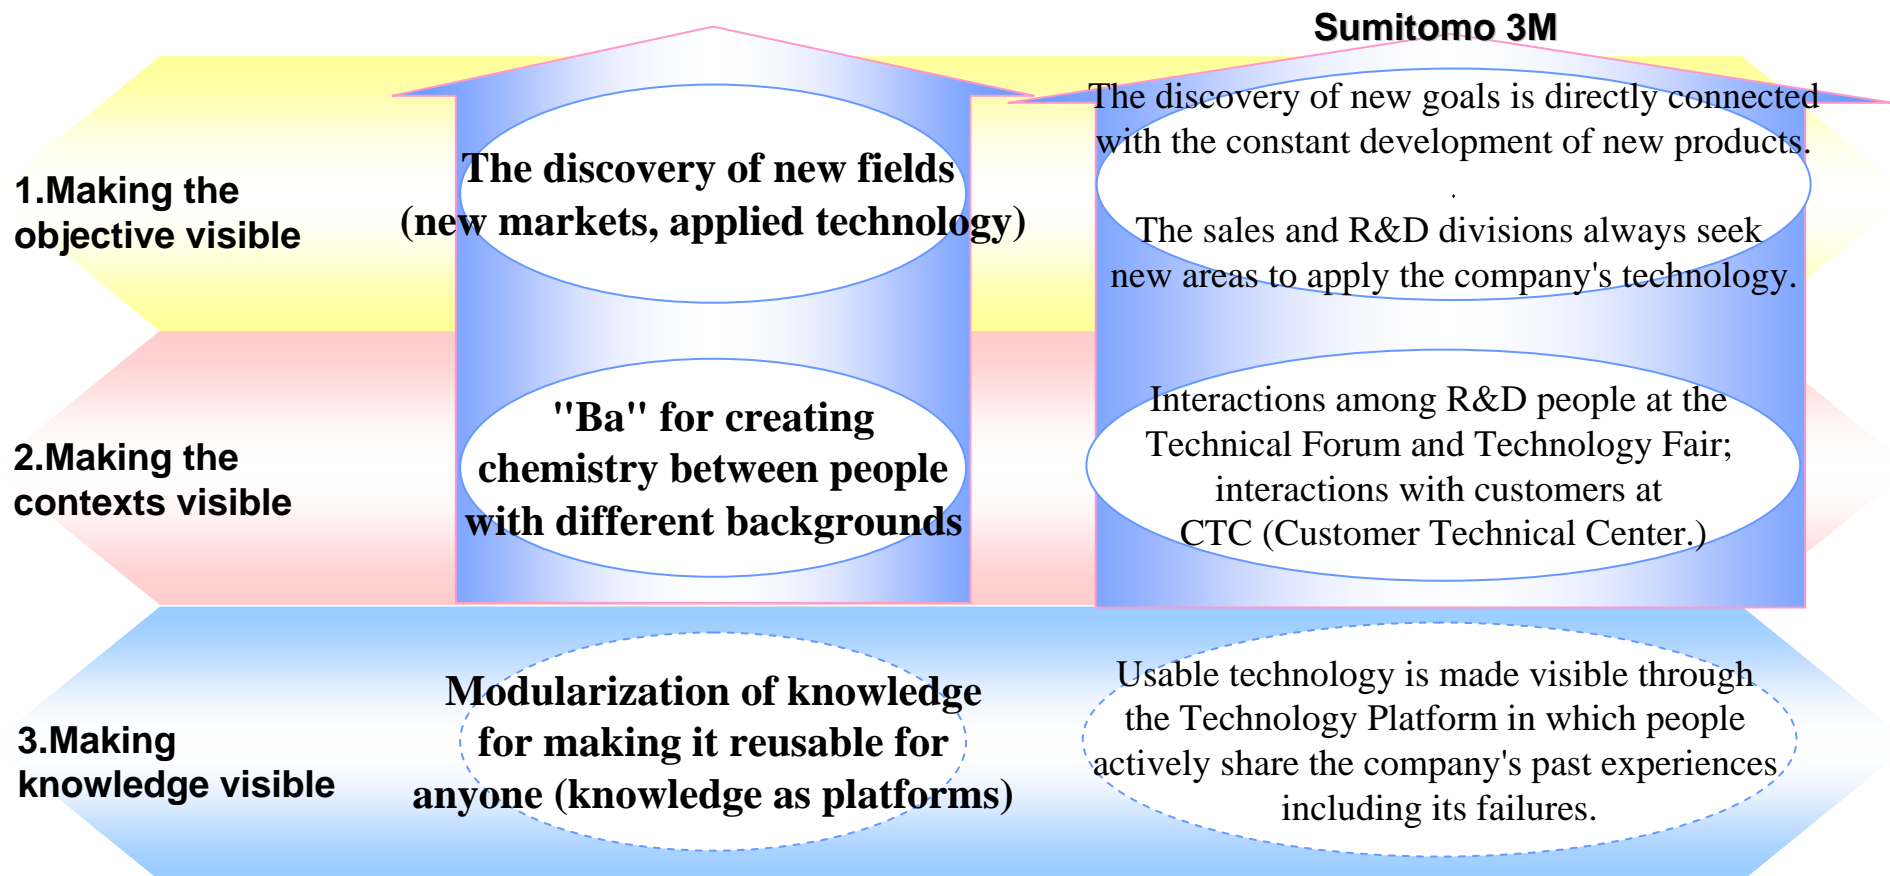 Sumitomo 3M
1.Making the
objective visible
The discovery of new fields
(new markets, applied technology)
The discovery of new goals is directly connected
with the constant development of new products.
.
The sales and R&D divisions always seek
new areas to apply the company's technology.
2.Making the
contexts visible
"Ba" for creating
chemistry between people
with different backgrounds
Interactions among R&D people at the
Technical Forum and Technology Fair;
interactions with customers at
CTC (Customer Technical Center.)
3.Making
knowledge visible
Modularization of knowledge
for making it reusable for
anyone (knowledge as platforms)
Usable technology is made visible through
the Technology Platform in which people
actively share the company's past experiences
including its failures.